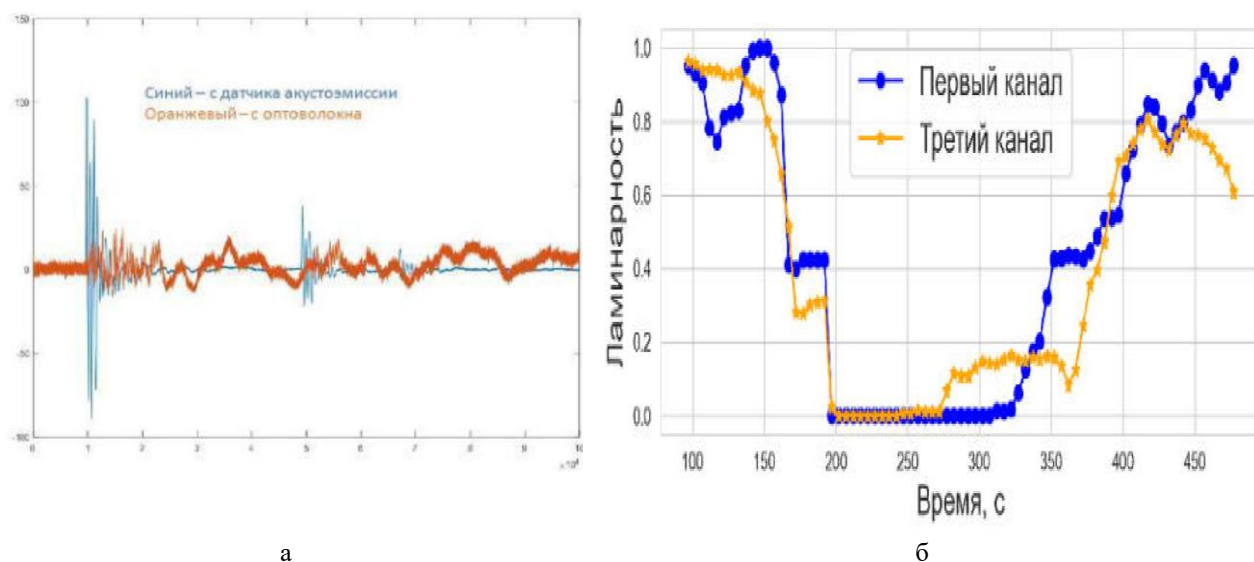 150
100
50
0
-50
-100
0 1 2 3 4 5 6 7 8 9 10
×10⁴
Синий – с датчика акустоэмиссии
Оранжевый – с оптоволокна
Ламинарность
1.0
0.8
0.6
0.4
0.2
0.0
Первый канал
Третий канал
100 150 200 250 300 350 400 450
Время, с
а
б